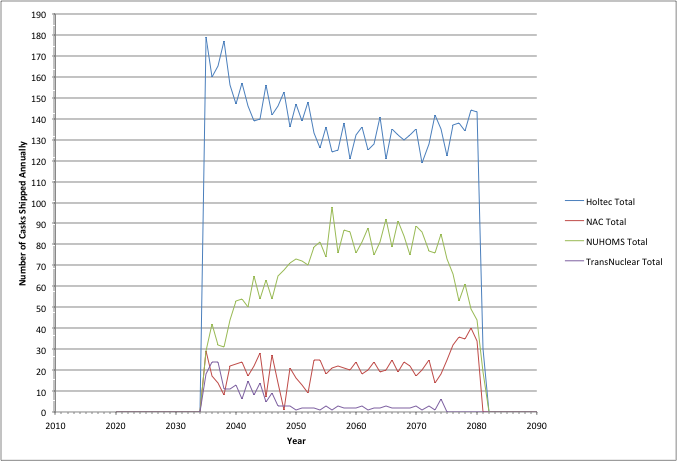 190
180
170
160
150
140
130
120
110
100
90
80
70
60
50
40
30
20
10
0
Number of Casks Shipped Annually
2010 2020 2030 2040 2050 2060 2070 2080 2090
Year
Holtec Total
NAC Total
NUHOMS Total
TransNuclear Total